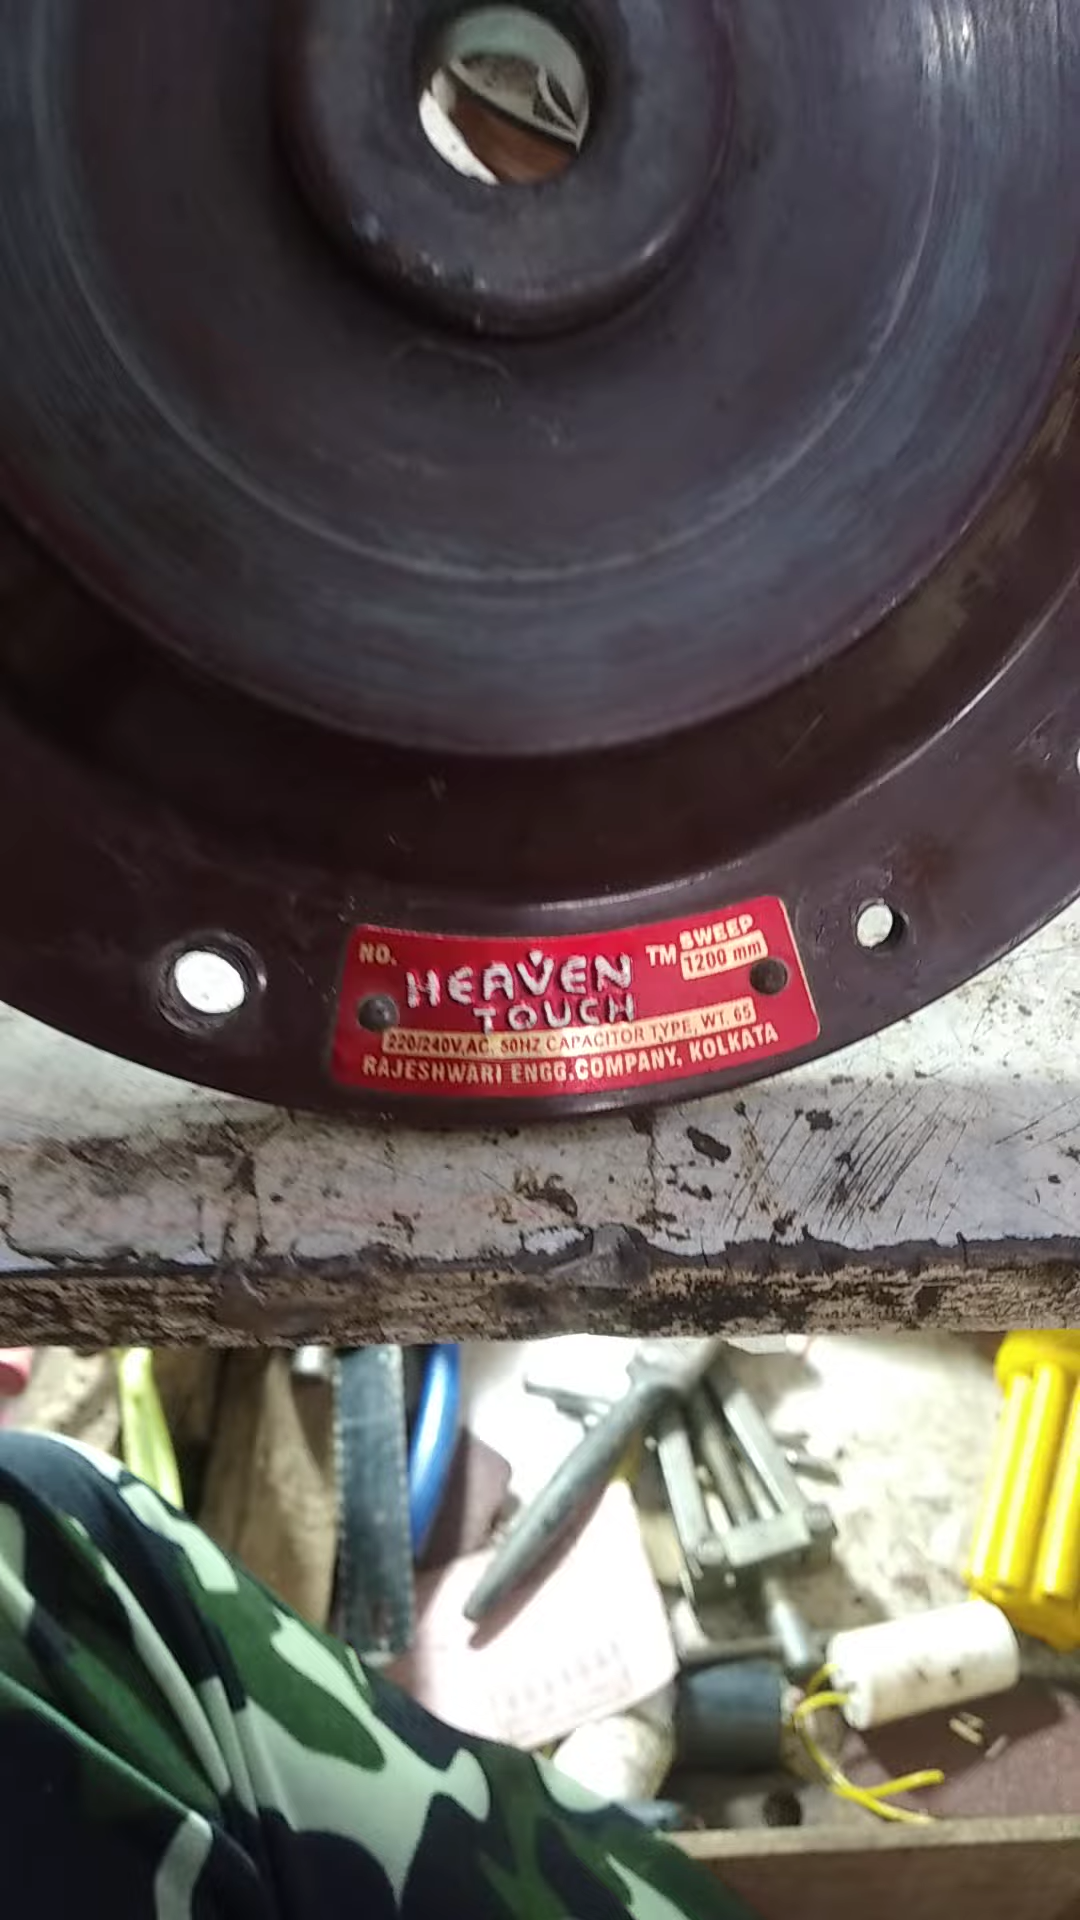 NO.
HEAVEN
TOUCH
TM
SWEEP
1200 mm
220/240V,AC, 50HZ CAPACITOR TYPE, WT. 65
RAJESHWARI ENGG.COMPANY, KOLKATA